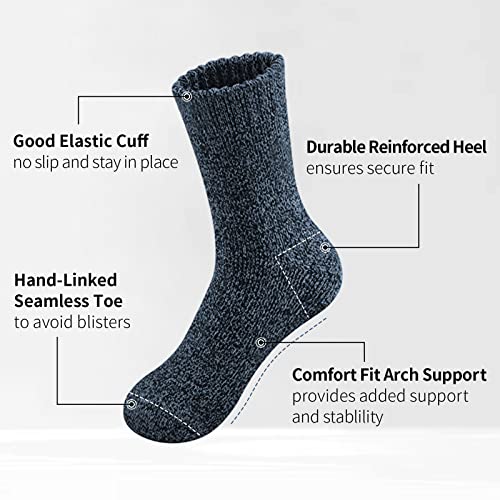 Good Elastic Cuff
no slip and stay in place
Durable Reinforced Heel
ensures secure fit
Hand-Linked
Seamless Toe
to avoid blisters
Comfort Fit Arch Support
provides added support
and stablility